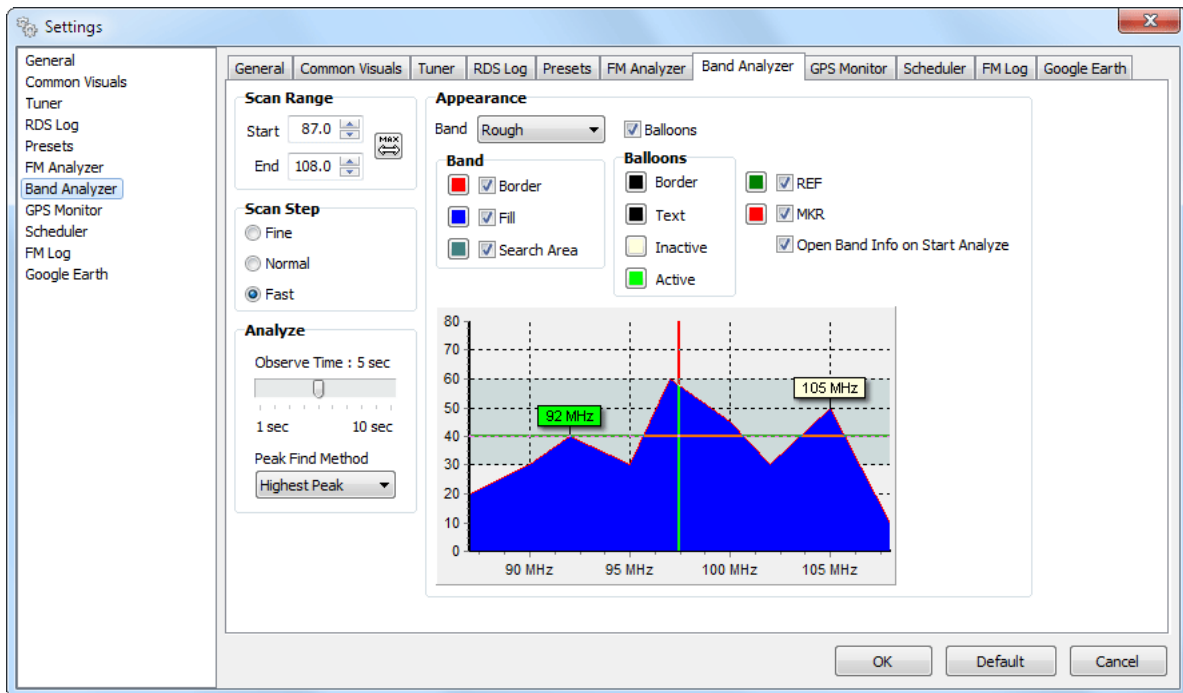 Settings
General
Common Visuals
Tuner
RDS Log
Presets
FM Analyzer
Band Analyzer
GPS Monitor
Scheduler
FM Log
Google Earth
General Common Visuals Tuner RDS Log Presets FM Analyzer Band Analyzer GPS Monitor Scheduler FM Log Google Earth
Scan Range
Start 87.0
MAX
End 108.0
Scan Step
Fine
Normal
Fast
Analyze
Observe Time : 5 sec
1 sec 10 sec
Peak Find Method
Highest Peak
Appearance
Band Rough Balloons
Band
Border
Fill
Search Area
Balloons
Border
Text
Inactive
Active
REF
MKR
Open Band Info on Start Analyze
80
70
60
50
40
30
20
10
0
92 MHz
105 MHz
90 MHz 95 MHz 100 MHz 105 MHz
OK Default Cancel